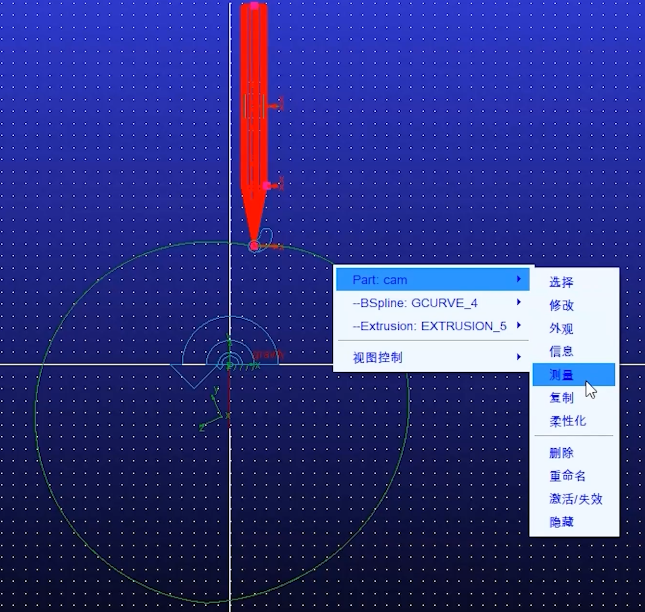 Part: cam
--BSpline: GCURVE_4
--Extrusion: EXTRUSION_5
视图控制
选择
修改
外观
信息
测量
复制
柔性化
删除
重命名
激活/失效
隐藏
gravity
Y
X
Z